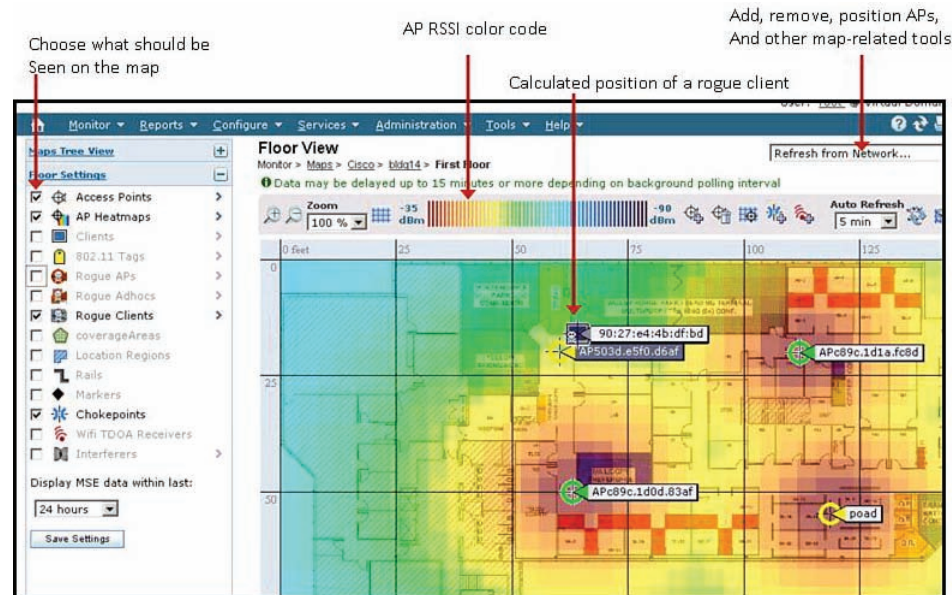 Choose what should be
Seen on the map
AP RSSI color code
Add, remove, position APs,
And other map-related tools
Calculated position of a rogue client
Monitor Reports Configure Services Administration Tools Help
Maps Tree View
Floor Settings
Access Points
AP Heatmaps
Clients
802.11 Tags
Rogue APs
Rogue Adhocs
Rogue Clients
coverageAreas
Location Regions
Rails
Markers
Chokepoints
Wifi TDOA Receivers
Interferers
Display MSE data within last:
24 hours
Save Settings
Floor View
Monitor > Maps > Cisco > bldg14 > First Floor
Refresh from Network...
Data may be delayed up to 15 minutes or more depending on background polling interval
Zoom
100 %
-35
dBm
-90
dBm
Auto Refresh
5 min
0 feet 25 50 75 100 125
0
25
50
90:27:e4:4b:df:bd
AP503d.e5f0.d6af
APc89c.1d1a.fc8d
APc89c.1d0d.83af
poad